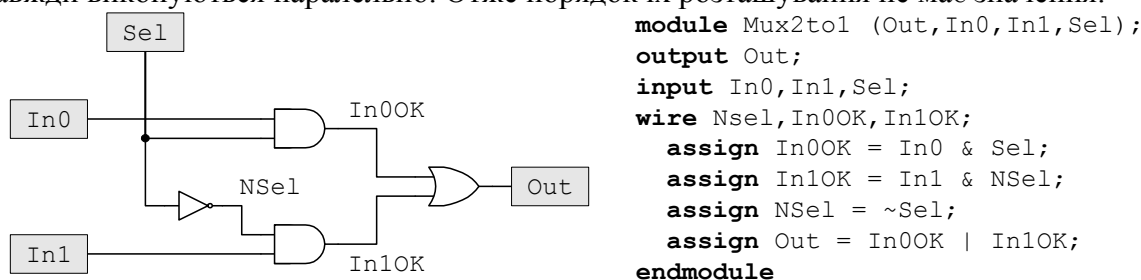 завжди виконуються паралельно. Отже порядок їх розташування не має значення.
Sel
In0
In0OK
NSel
Out
In1
In1OK
module Mux2to1 (Out,In0,In1,Sel);
output Out;
input In0,In1,Sel;
wire Nsel,In0OK,In1OK;
assign In0OK = In0 & Sel;
assign In1OK = In1 & NSel;
assign NSel = ~Sel;
assign Out = In0OK | In1OK;
endmodule